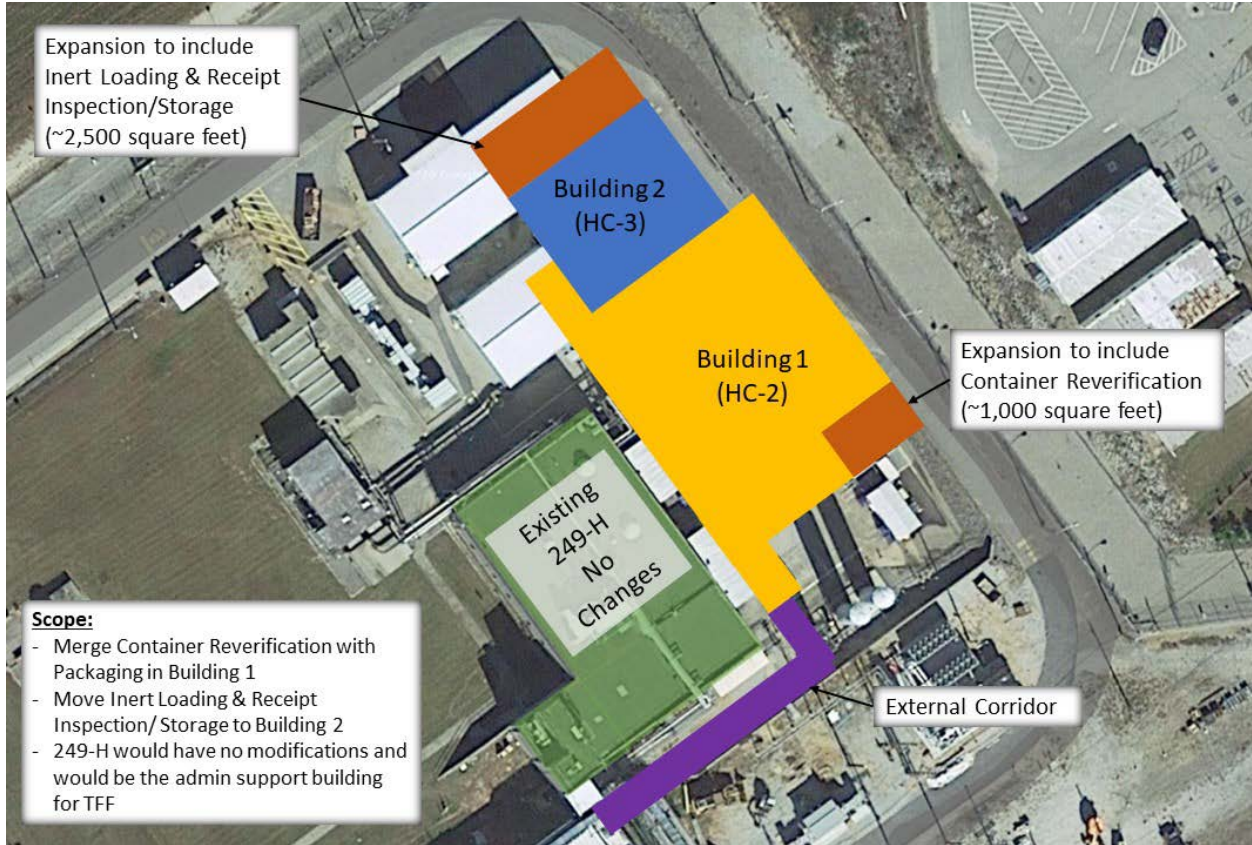 Expansion to include
Inert Loading & Receipt
Inspection/Storage
(~2,500 square feet)
Building 2
(HC-3)
Building 1
(HC-2)
Expansion to include
Container Reverification
(~1,000 square feet)
Existing
249-H
No
Changes
Scope:
- Merge Container Reverification with
Packaging in Building 1
- Move Inert Loading & Receipt
Inspection/ Storage to Building 2
- 249-H would have no modifications and
would be the admin support building
for TFF
External Corridor